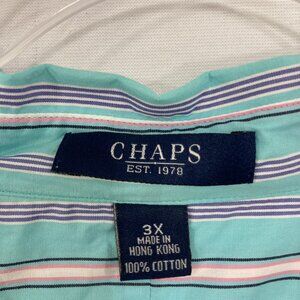 CHAPS
EST. 1978
3X
MADE IN
HONG KONG
100% COTTON